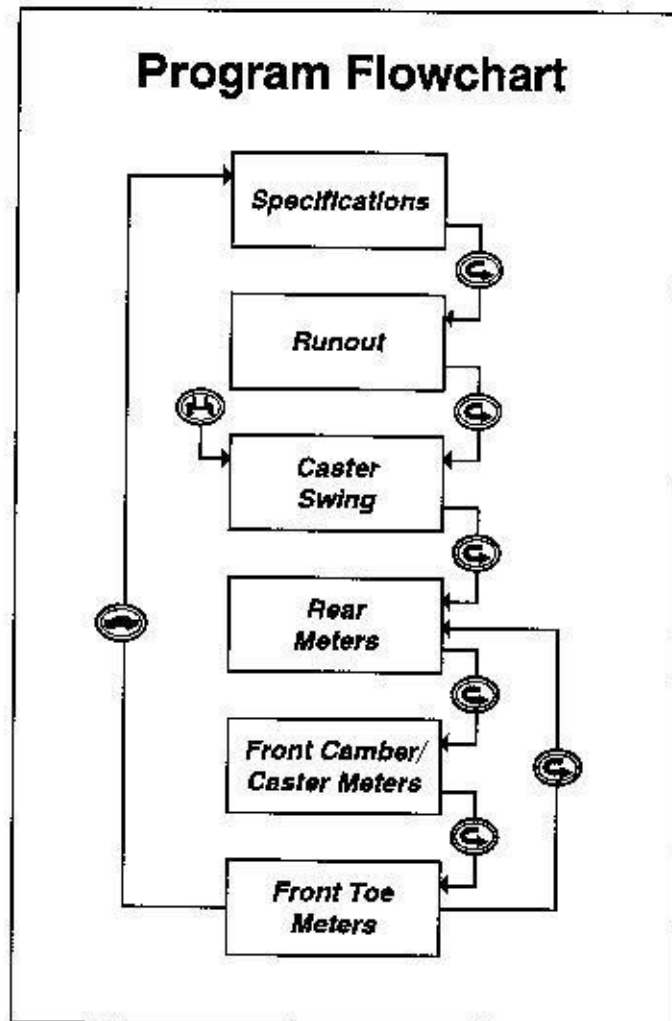 Program Flowchart
Specifications
Runout
Caster
Swing
Rear
Meters
Front Camber/
Caster Meters
Front Toe
Meters